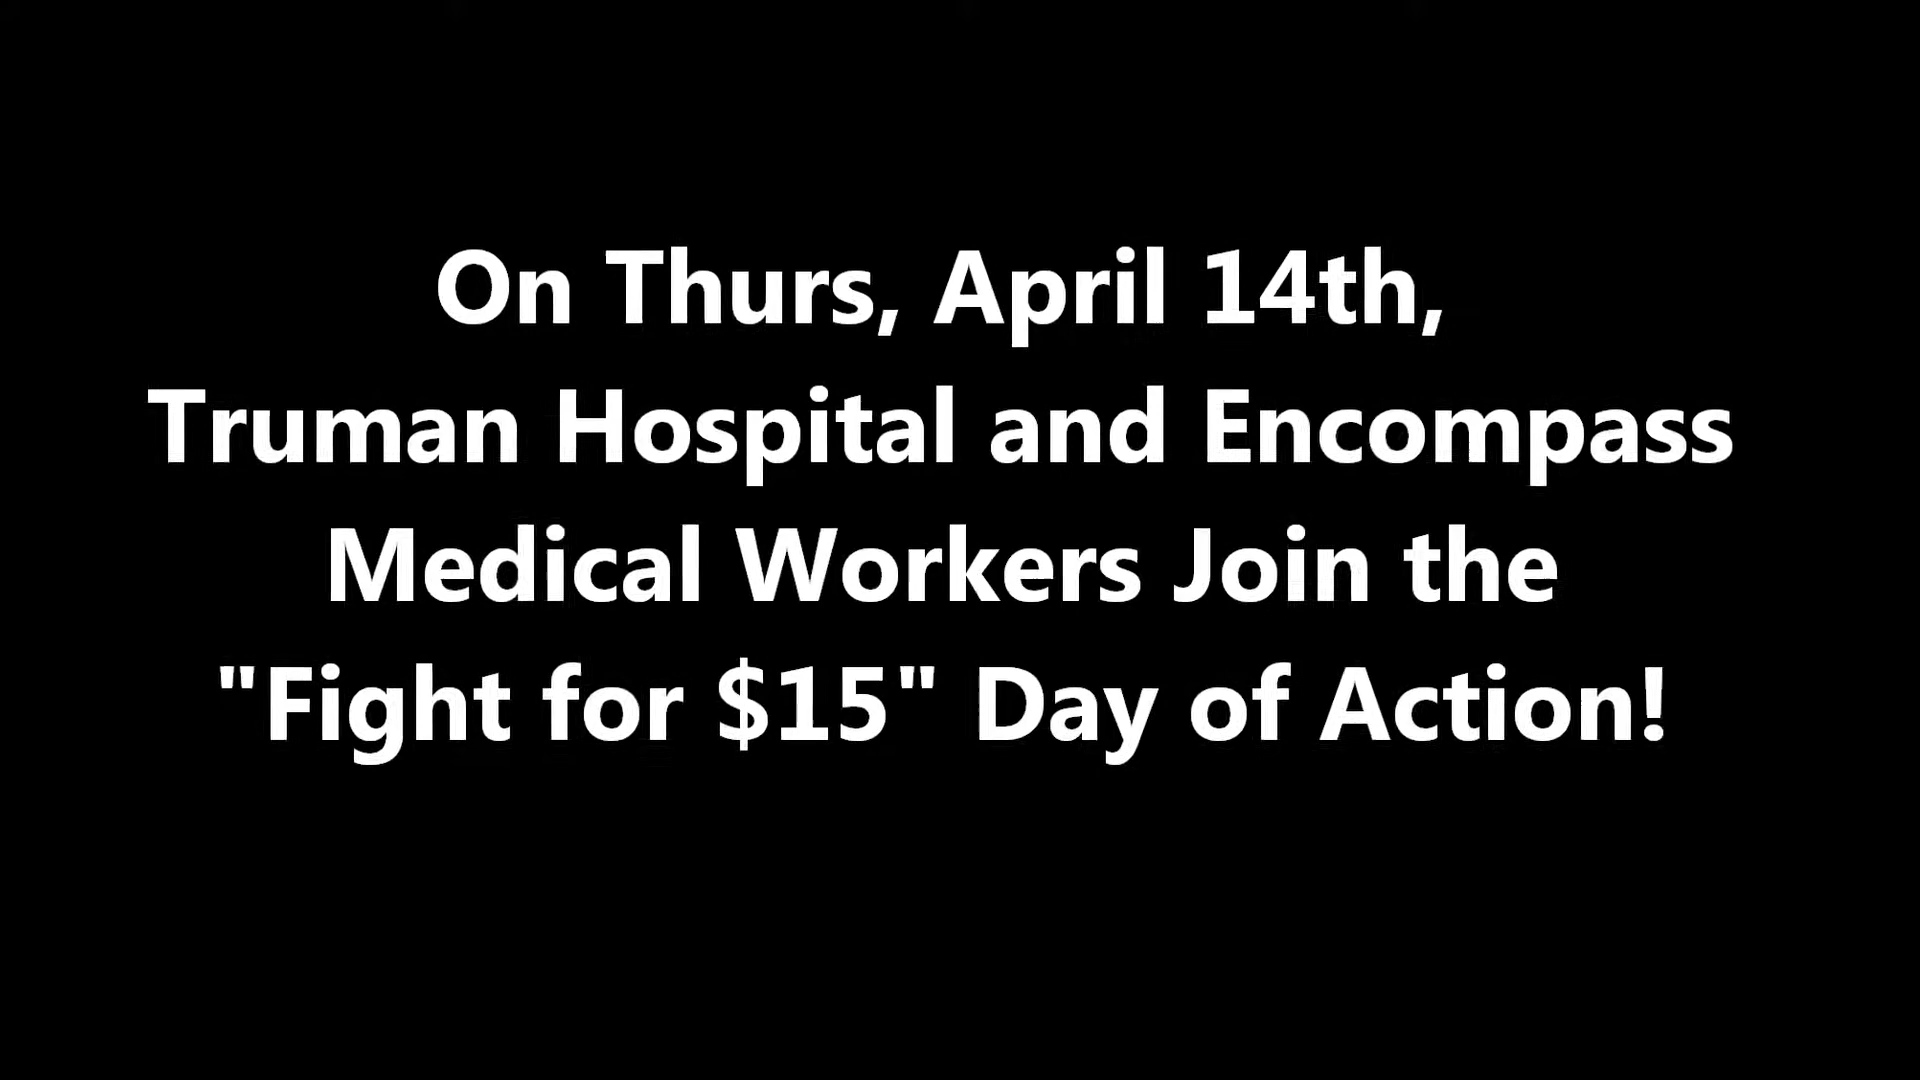 On Thurs, April 14th,
Truman Hospital and Encompass
Medical Workers Join the
"Fight for $15" Day of Action!